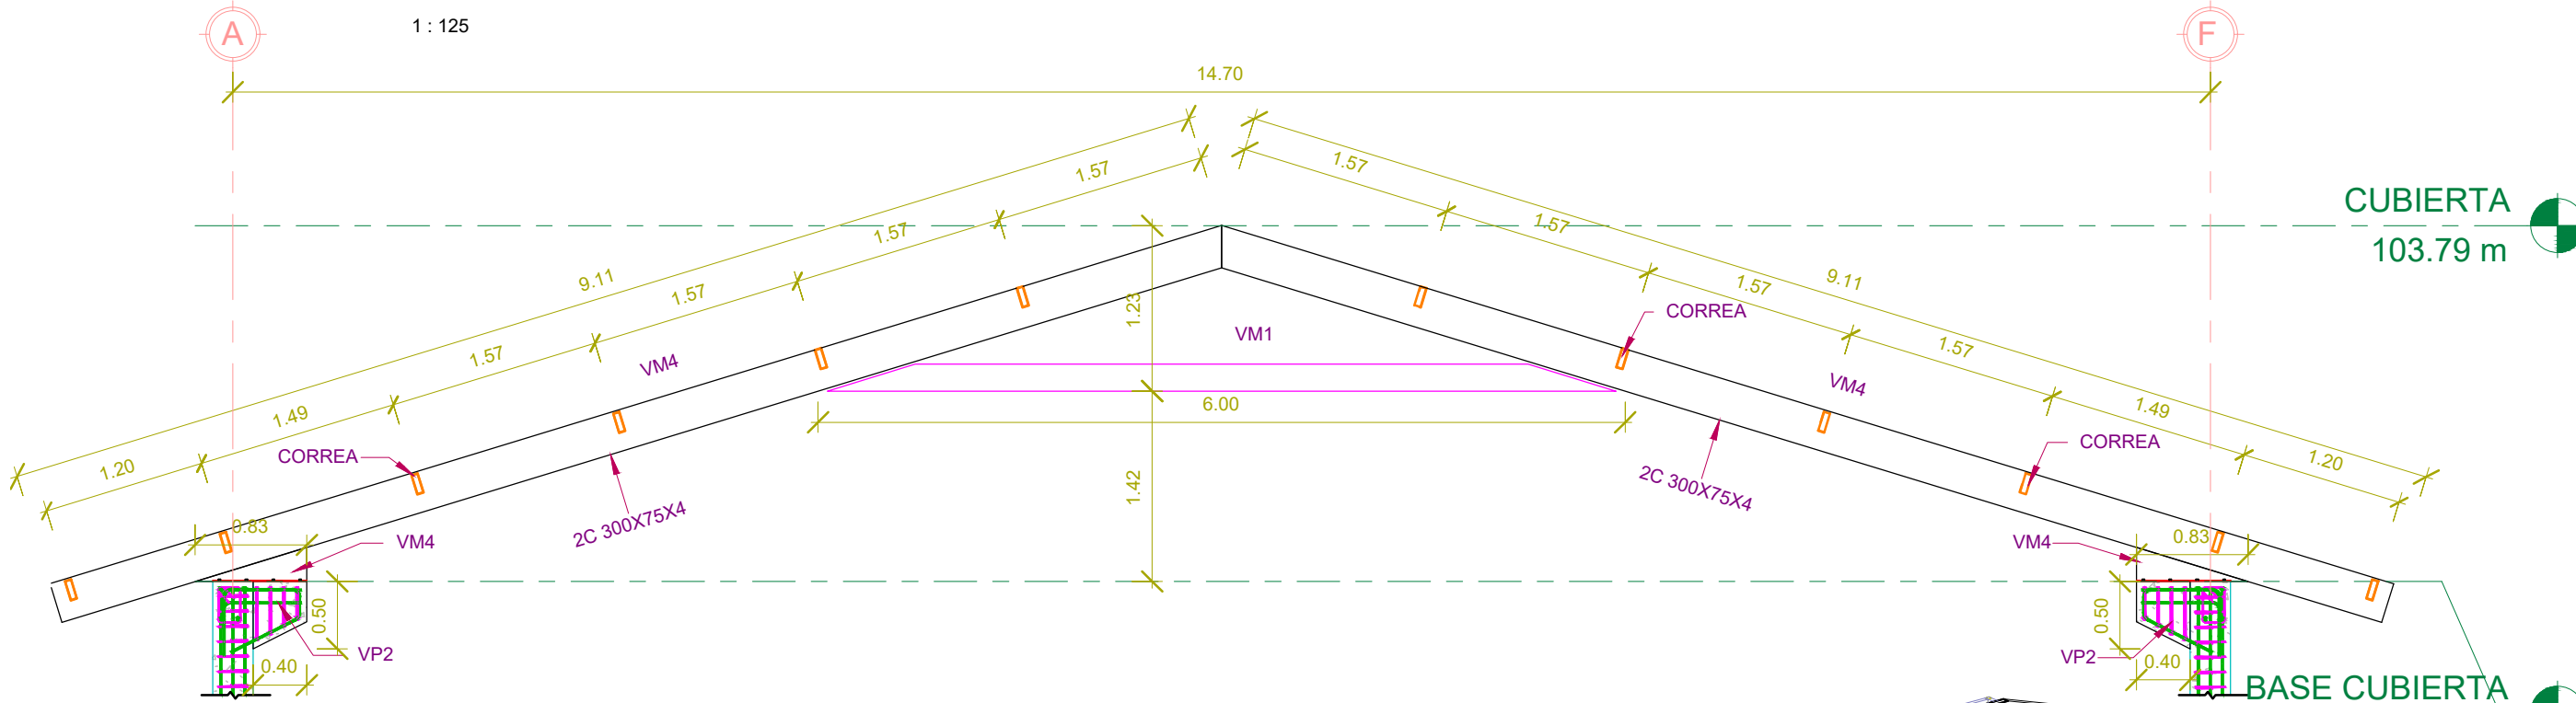 A
1 : 125
F
14.70
CUBIERTA
103.79 m
1.57
1.57
1.57
1.57
1.49
1.20
9.11
1.57
1.57
1.57
1.57
1.49
1.20
9.11
1.23
VM1
CORREA
VM4
VM4
6.00
CORREA
CORREA
1.42
2C 300X75X4
2C 300X75X4
0.83
VM4
VM4
0.83
0.50
0.50
VP2
VP2
0.40
0.40
BASE CUBIERTA